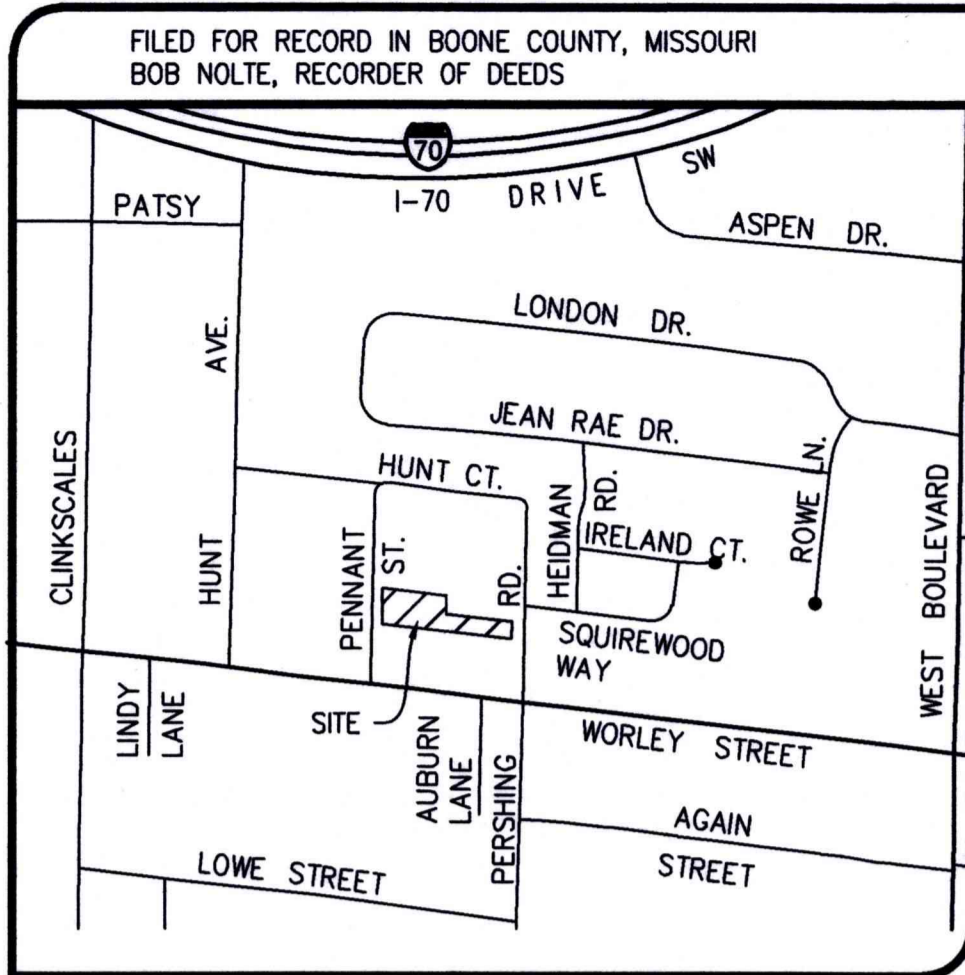 FILED FOR RECORD IN BOONE COUNTY, MISSOURI
BOB NOLTE, RECORDER OF DEEDS
70
I-70 DRIVE SW
PATSY
ASPEN DR.
LONDON DR.
HUNT AVE.
JEAN RAE DR.
CLINKSCALES
HUNT CT.
HEIDMAN RD.
ROWE LN.
IRELAND CT.
PENNANT ST.
PERSHING RD.
WEST BOULEVARD
SQUIREWOOD
WAY
SITE
LINDY
LANE
WORLEY STREET
AUBURN
LANE
AGAIN
STREET
LOWE STREET